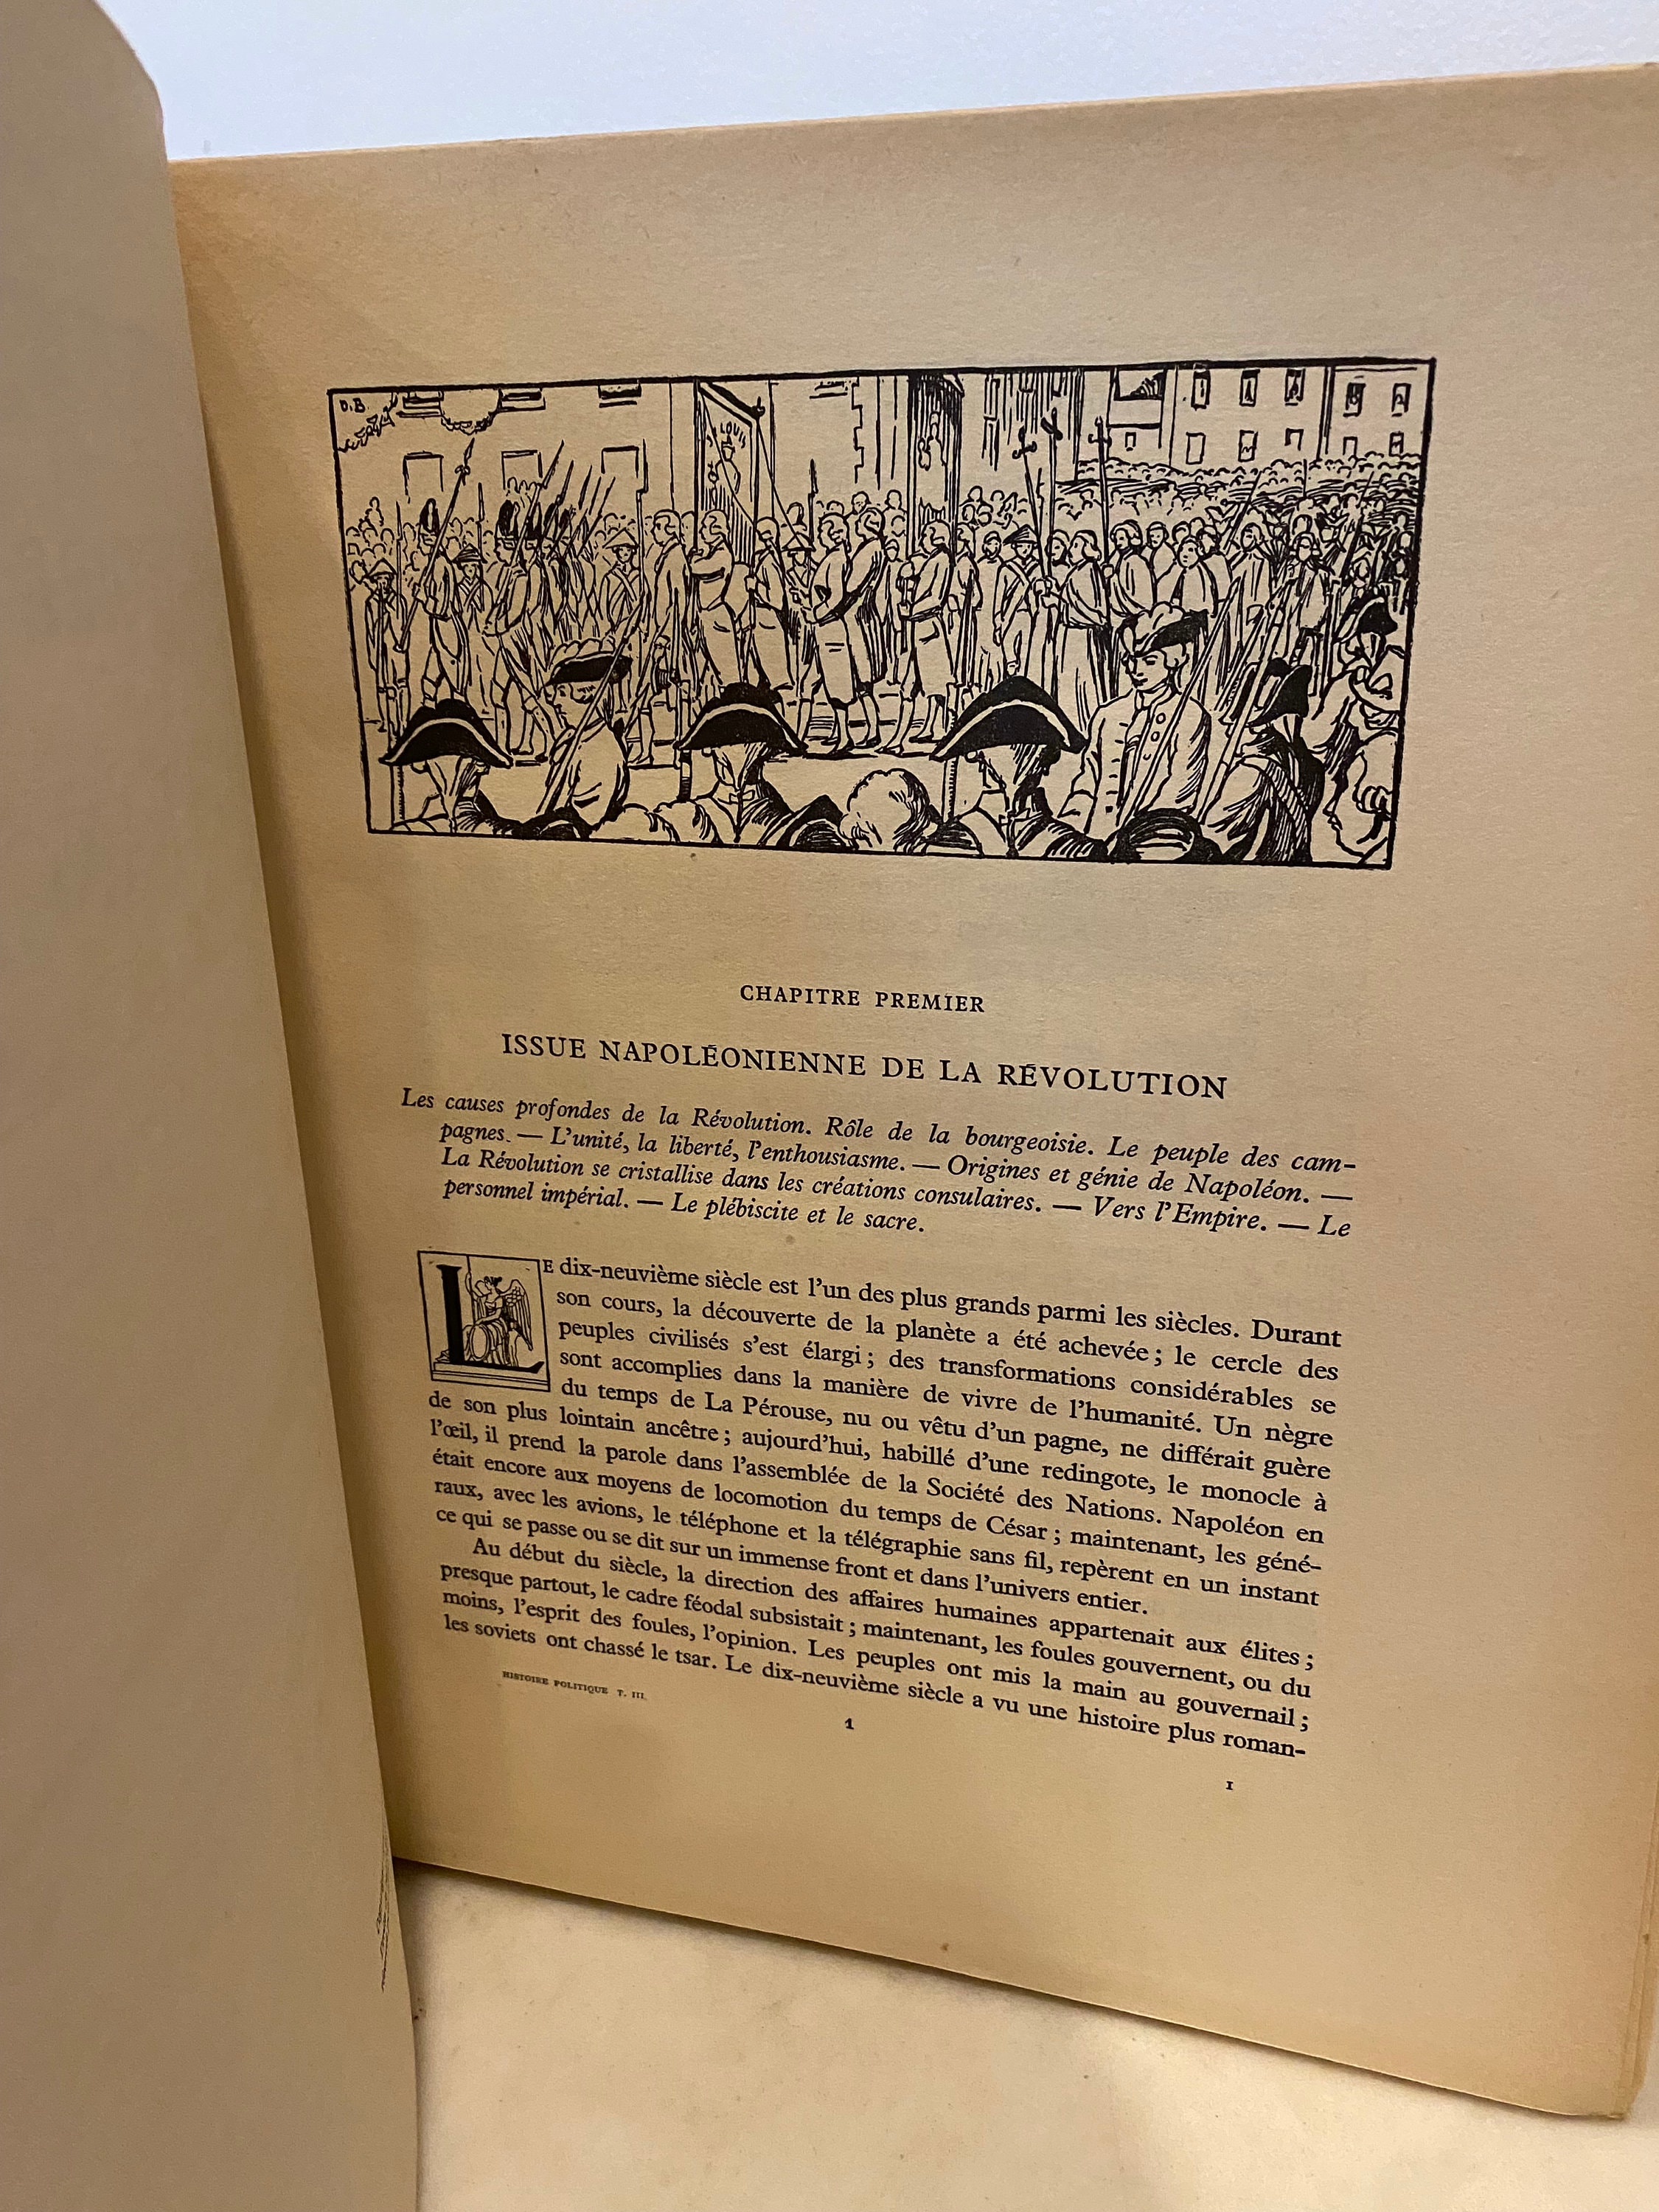 D.B
LOUIS
CHAPITRE PREMIER
ISSUE NAPOLÉONIENNE DE LA RÉVOLUTION
Les causes profondes de la Révolution. Rôle de la bourgeoisie. Le peuple des cam-
pagnes. — L'unité, la liberté, l'enthousiasme. — Origines et génie de Napoléon. —
La Révolution se cristallise dans les créations consulaires. — Vers l'Empire. — Le
personnel impérial. — Le plébiscite et le sacre.
LE dix-neuvième siècle est l'un des plus grands parmi les siècles. Durant
son cours, la découverte de la planète a été achevée ; le cercle des
peuples civilisés s'est élargi ; des transformations considérables se
sont accomplies dans la manière de vivre de l'humanité. Un nègre
du temps de La Pérouse, nu ou vêtu d'un pagne, ne différait guère
de son plus lointain ancêtre ; aujourd'hui, habillé d'une redingote, le monocle à
l'œil, il prend la parole dans l'assemblée de la Société des Nations. Napoléon en
était encore aux moyens de locomotion du temps de César ; maintenant, les géné-
raux, avec les avions, le téléphone et la télégraphie sans fil, repèrent en un instant
ce qui se passe ou se dit sur un immense front et dans l'univers entier.
Au début du siècle, la direction des affaires humaines appartenait aux élites ;
presque partout, le cadre féodal subsistait ; maintenant, les foules gouvernent, ou du
moins, l'esprit des foules, l'opinion. Les peuples ont mis la main au gouvernail ;
les soviets ont chassé le tsar. Le dix-neuvième siècle a vu une histoire plus roman-
HISTOIRE POLITIQUE T. III.
1
1